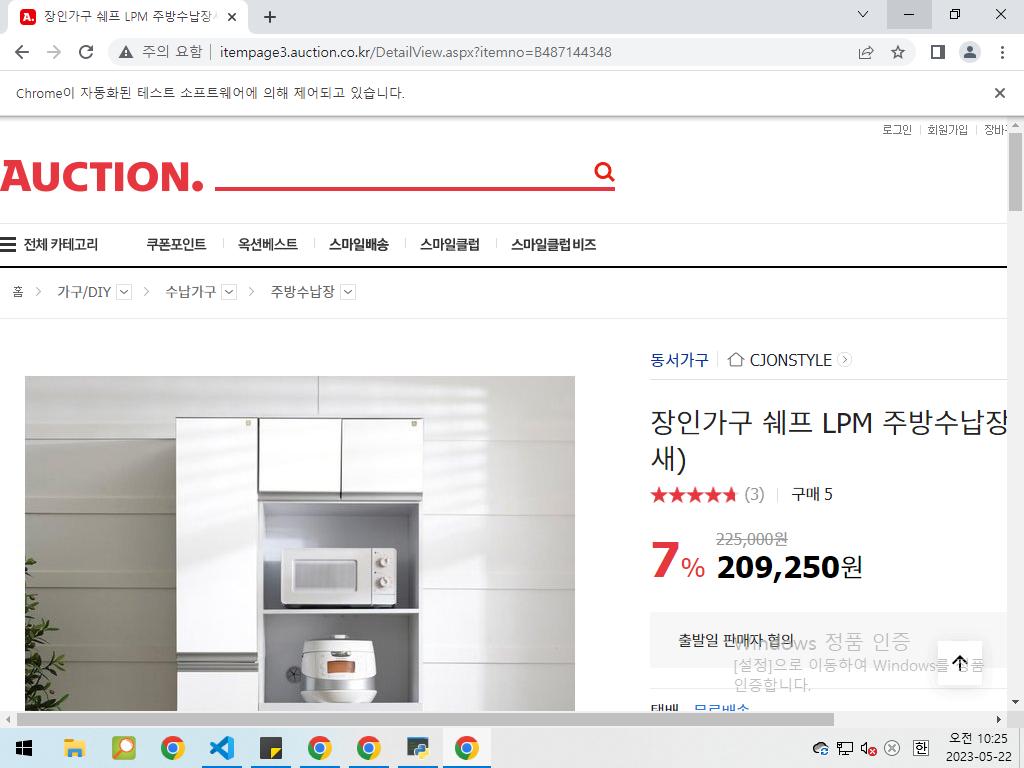 장인가구 쉐프 LPM 주방수납장
주의 요함 itempage3.auction.co.kr/DetailView.aspx?itemno=B487144348
Chrome이 자동화된 테스트 소프트웨어에 의해 제어되고 있습니다.
로그인 회원가입 장바
AUCTION.
전체 카테고리 쿠폰포인트 옥션베스트 스마일배송 스마일클럽 스마일클럽 비즈
홈 가구/DIY 수납가구 주방수납장
동서가구 CJONSTYLE
장인가구 쉐프 LPM 주방수납장
새)
(3) 구매 5
225,000원
7% 209,250원
출발일 판매자 협의
Windows 정품 인증
[설정]으로 이동하여 Windows를 정품
인증합니다.
택배 무료배송
한
오전 10:25
2023-05-22